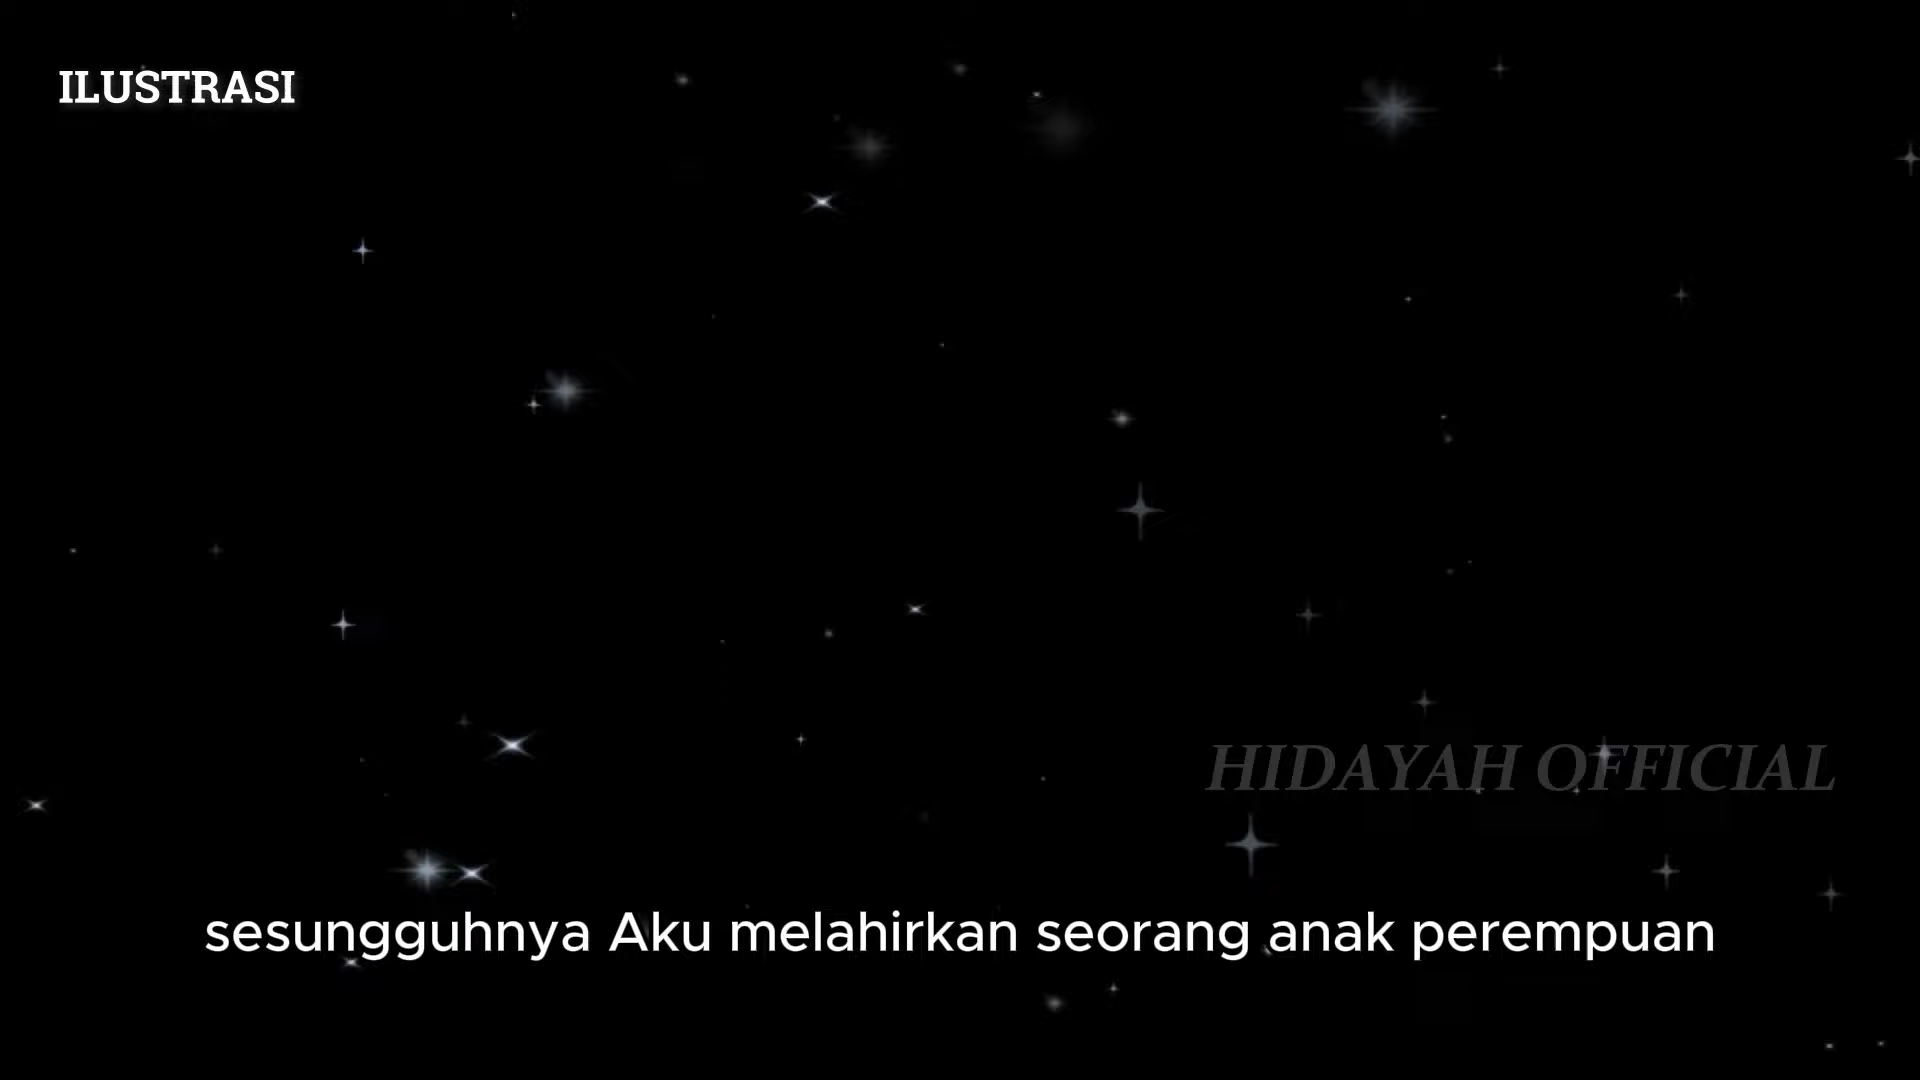 ILUSTRASI
HIDAYAH OFFICIAL
sesungguhnya Aku melahirkan seorang anak perempuan